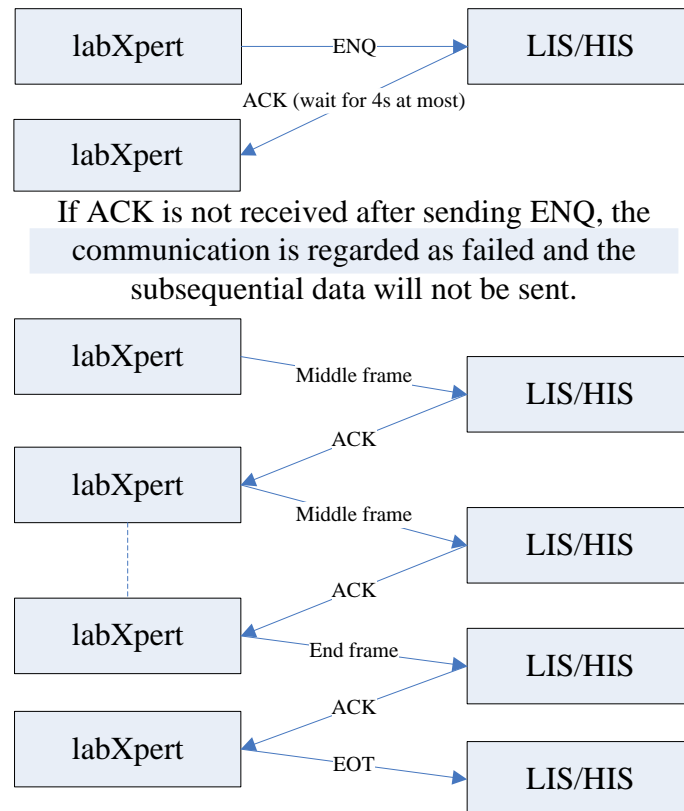 labXpert
ENQ
LIS/HIS
ACK (wait for 4s at most)
labXpert
If ACK is not received after sending ENQ, the
communication is regarded as failed and the
subsequential data will not be sent.
labXpert
Middle frame
LIS/HIS
ACK
labXpert
Middle frame
LIS/HIS
ACK
labXpert
End frame
LIS/HIS
ACK
labXpert
EOT
LIS/HIS